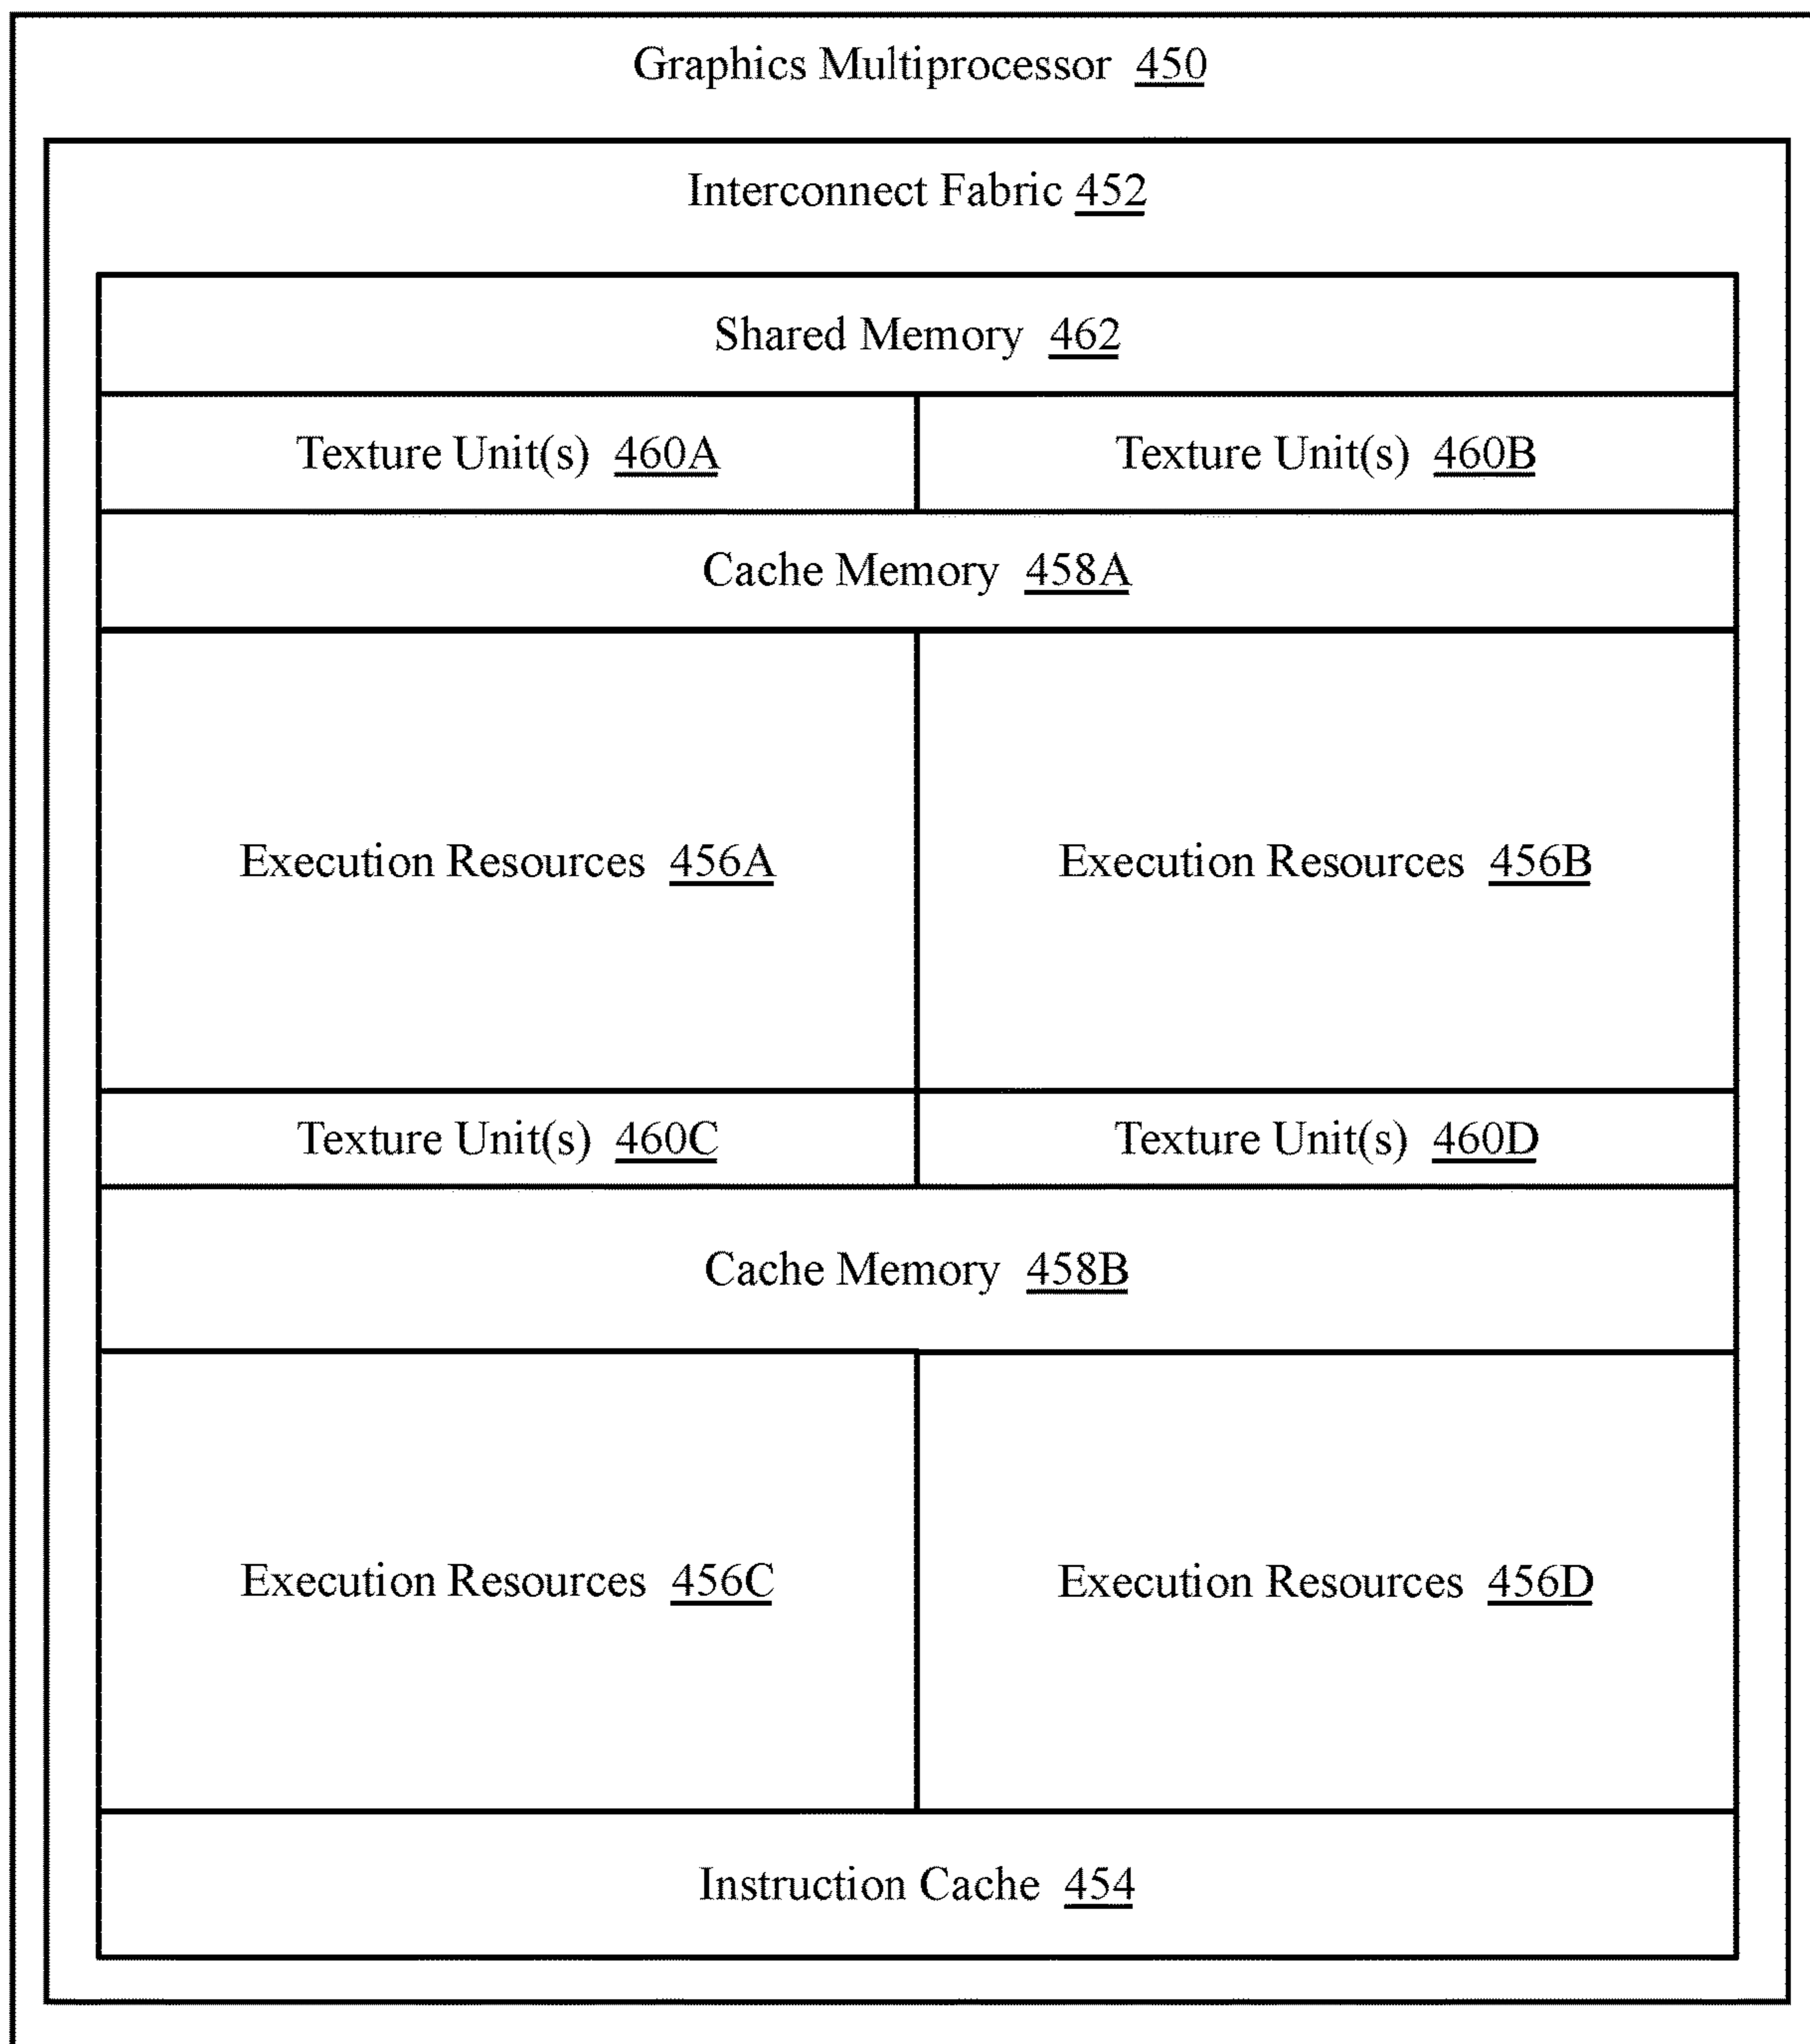 Graphics Multiprocessor 450
Interconnect Fabric 452
Shared Memory 462
Texture Unit(s) 460A
Texture Unit(s) 460B
Cache Memory 458A
Execution Resources 456A
Execution Resources 456B
Texture Unit(s) 460C
Texture Unit(s) 460D
Cache Memory 458B
Execution Resources 456C
Execution Resources 456D
Instruction Cache 454